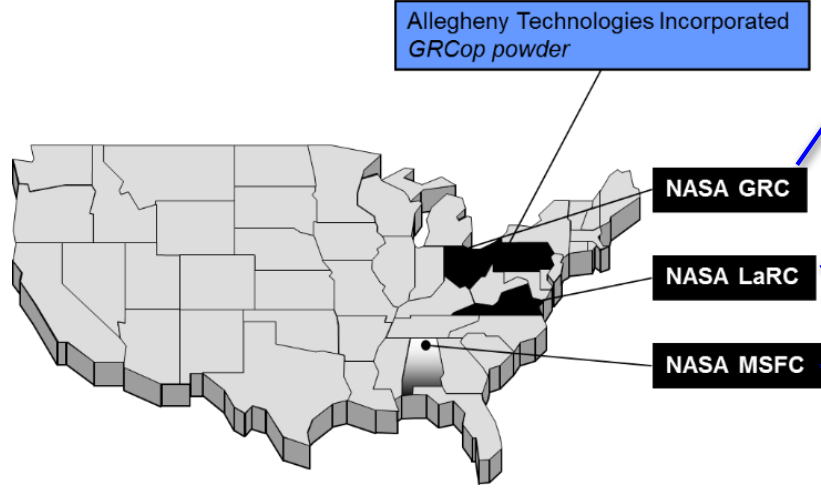 Allegheny Technologies Incorporated
GRCop powder
NASA GRC
NASA LaRC
NASA MSFC